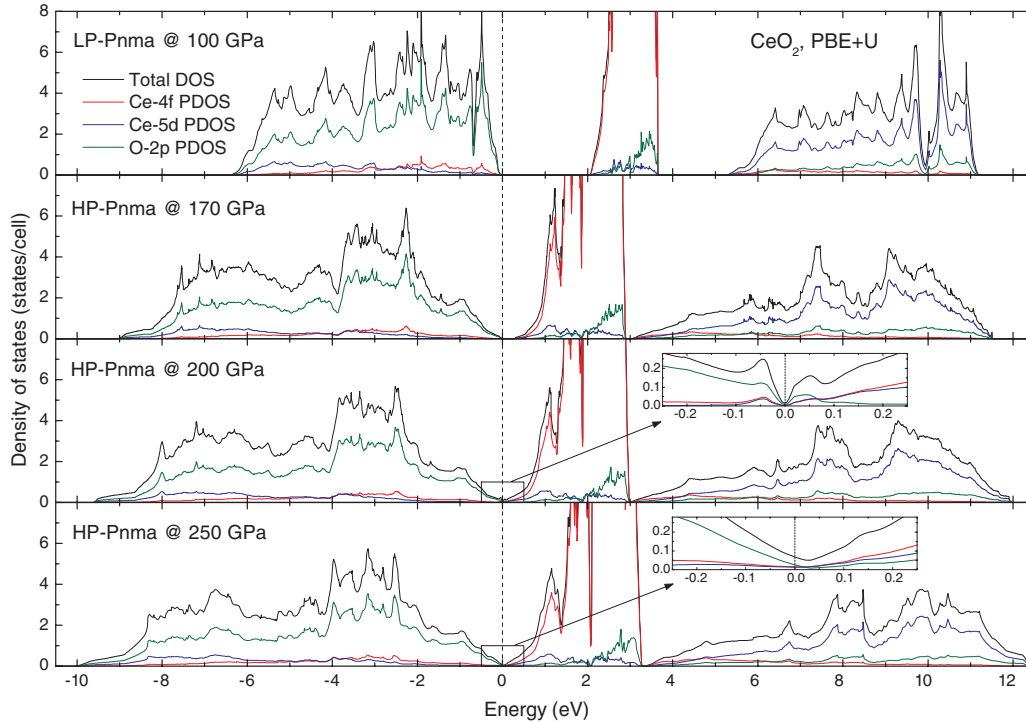 8
LP-Pnma @ 100 GPa
CeO2, PBE+U
6
Total DOS
Ce-4f PDOS
4
Ce-5d PDOS
2
O-2p PDOS
0
HP-Pnma @ 170 GPa
6
4
2
0
HP-Pnma @ 200 GPa
6
0.2
0.1
4
0.0
-0.2 -0.1 0.0 0.1 0.2
2
0
HP-Pnma @ 250 GPa
6
0.2
0.1
4
0.0
-0.2 -0.1 0.0 0.1 0.2
2
0
-10 -8 -6 -4 -2 0 2 4 6 8 10 12
Energy (eV)
Density of states (states/cell)